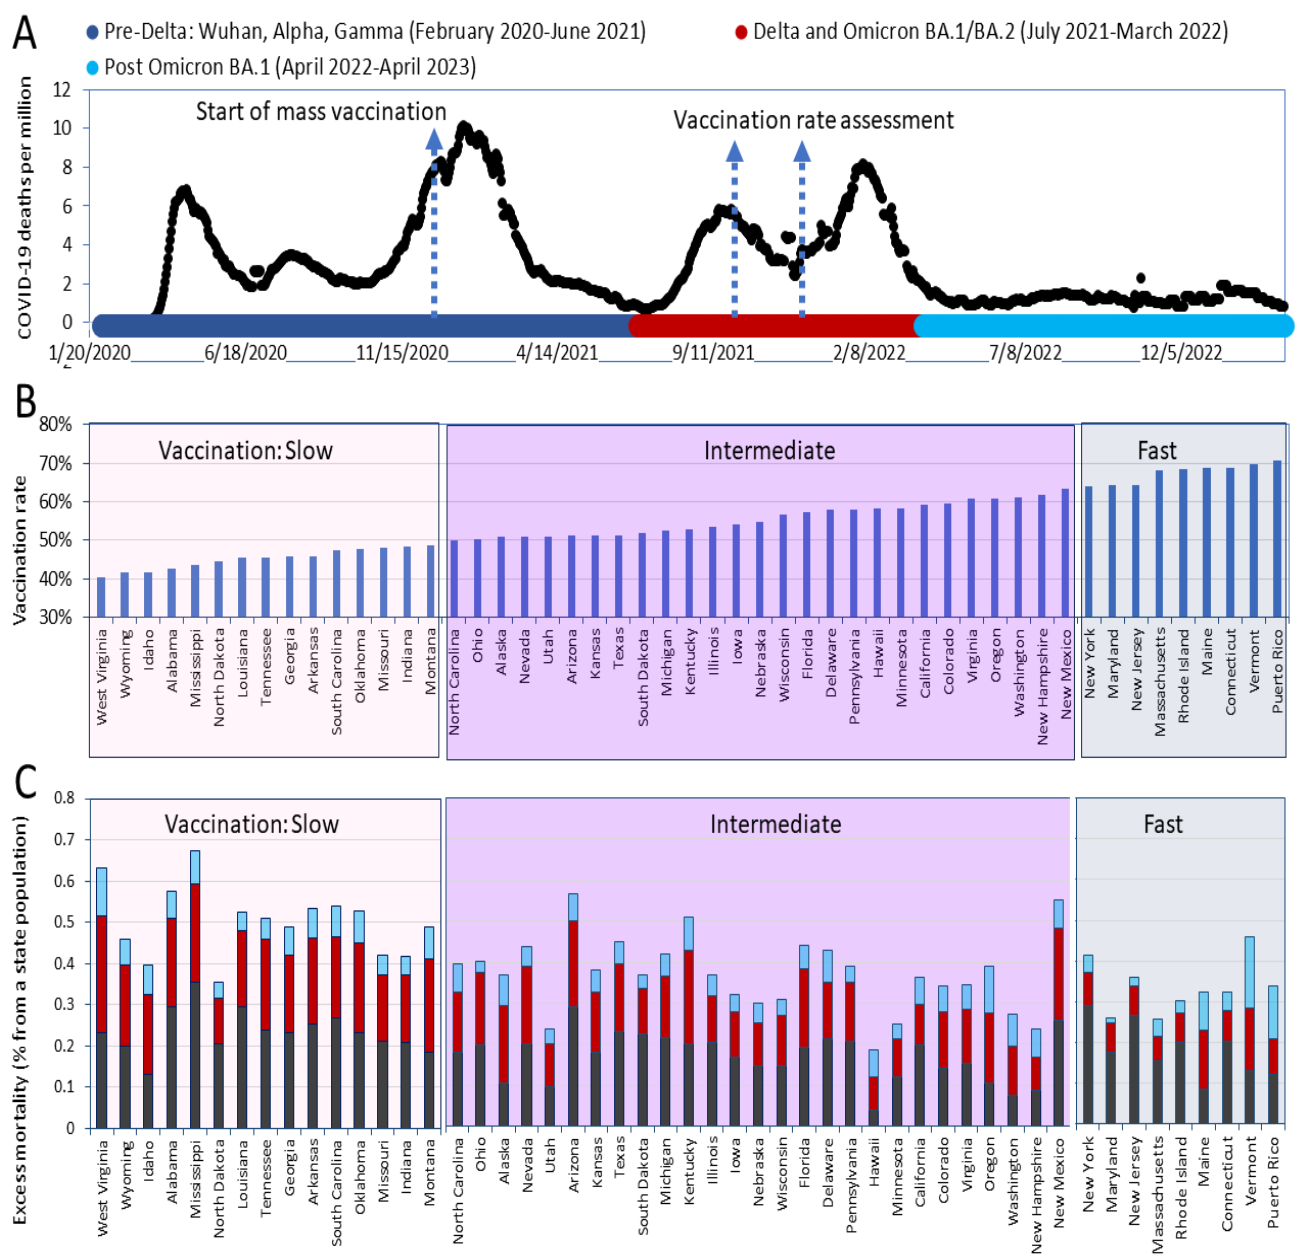 A
Pre-Delta: Wuhan, Alpha, Gamma (February 2020-June 2021)
Delta and Omicron BA.1/BA.2 (July 2021-March 2022)
Post Omicron BA.1 (April 2022-April 2023)
COVID-19 deaths per million
12
10
8
6
4
2
0
Start of mass vaccination
Vaccination rate assessment
1/20/2020
6/18/2020
11/15/2020
4/14/2021
9/11/2021
2/8/2022
7/8/2022
12/5/2022
B
Vaccination rate
80%
70%
60%
50%
40%
30%
Vaccination: Slow
Intermediate
Fast
West Virginia
Wyoming
Idaho
Alabama
Mississippi
North Dakota
Louisiana
Tennessee
Georgia
Arkansas
South Carolina
Oklahoma
Missouri
Indiana
Montana
North Carolina
Ohio
Alaska
Nevada
Utah
Arizona
Kansas
Texas
South Dakota
Michigan
Kentucky
Illinois
Iowa
Nebraska
Wisconsin
Florida
Delaware
Pennsylvania
Hawaii
Minnesota
California
Colorado
Virginia
Oregon
Washington
New Hampshire
New Mexico
New York
Maryland
New Jersey
Massachusetts
Rhode Island
Maine
Connecticut
Vermont
Puerto Rico
C
Excess mortality (% from a state population)
0.8
0.7
0.6
0.5
0.4
0.3
0.2
0.1
0
Vaccination: Slow
Intermediate
Fast
West Virginia
Wyoming
Idaho
Alabama
Mississippi
North Dakota
Louisiana
Tennessee
Georgia
Arkansas
South Carolina
Oklahoma
Missouri
Indiana
Montana
North Carolina
Ohio
Alaska
Nevada
Utah
Arizona
Kansas
Texas
South Dakota
Michigan
Kentucky
Illinois
Iowa
Nebraska
Wisconsin
Florida
Delaware
Pennsylvania
Hawaii
Minnesota
California
Colorado
Virginia
Oregon
Washington
New Hampshire
New Mexico
New York
Maryland
New Jersey
Massachusetts
Rhode Island
Maine
Connecticut
Vermont
Puerto Rico